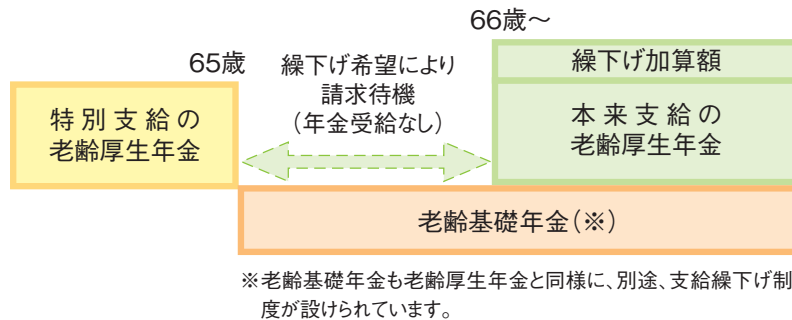 66歳～
65歳
繰下げ希望により
請求待機
（年金受給なし）
繰下げ加算額
特別支給の
老齢厚生年金
本来支給の
老齢厚生年金
老齢基礎年金（※）
※老齢基礎年金も老齢厚生年金と同様に、別途、支給繰下げ制
度が設けられています。